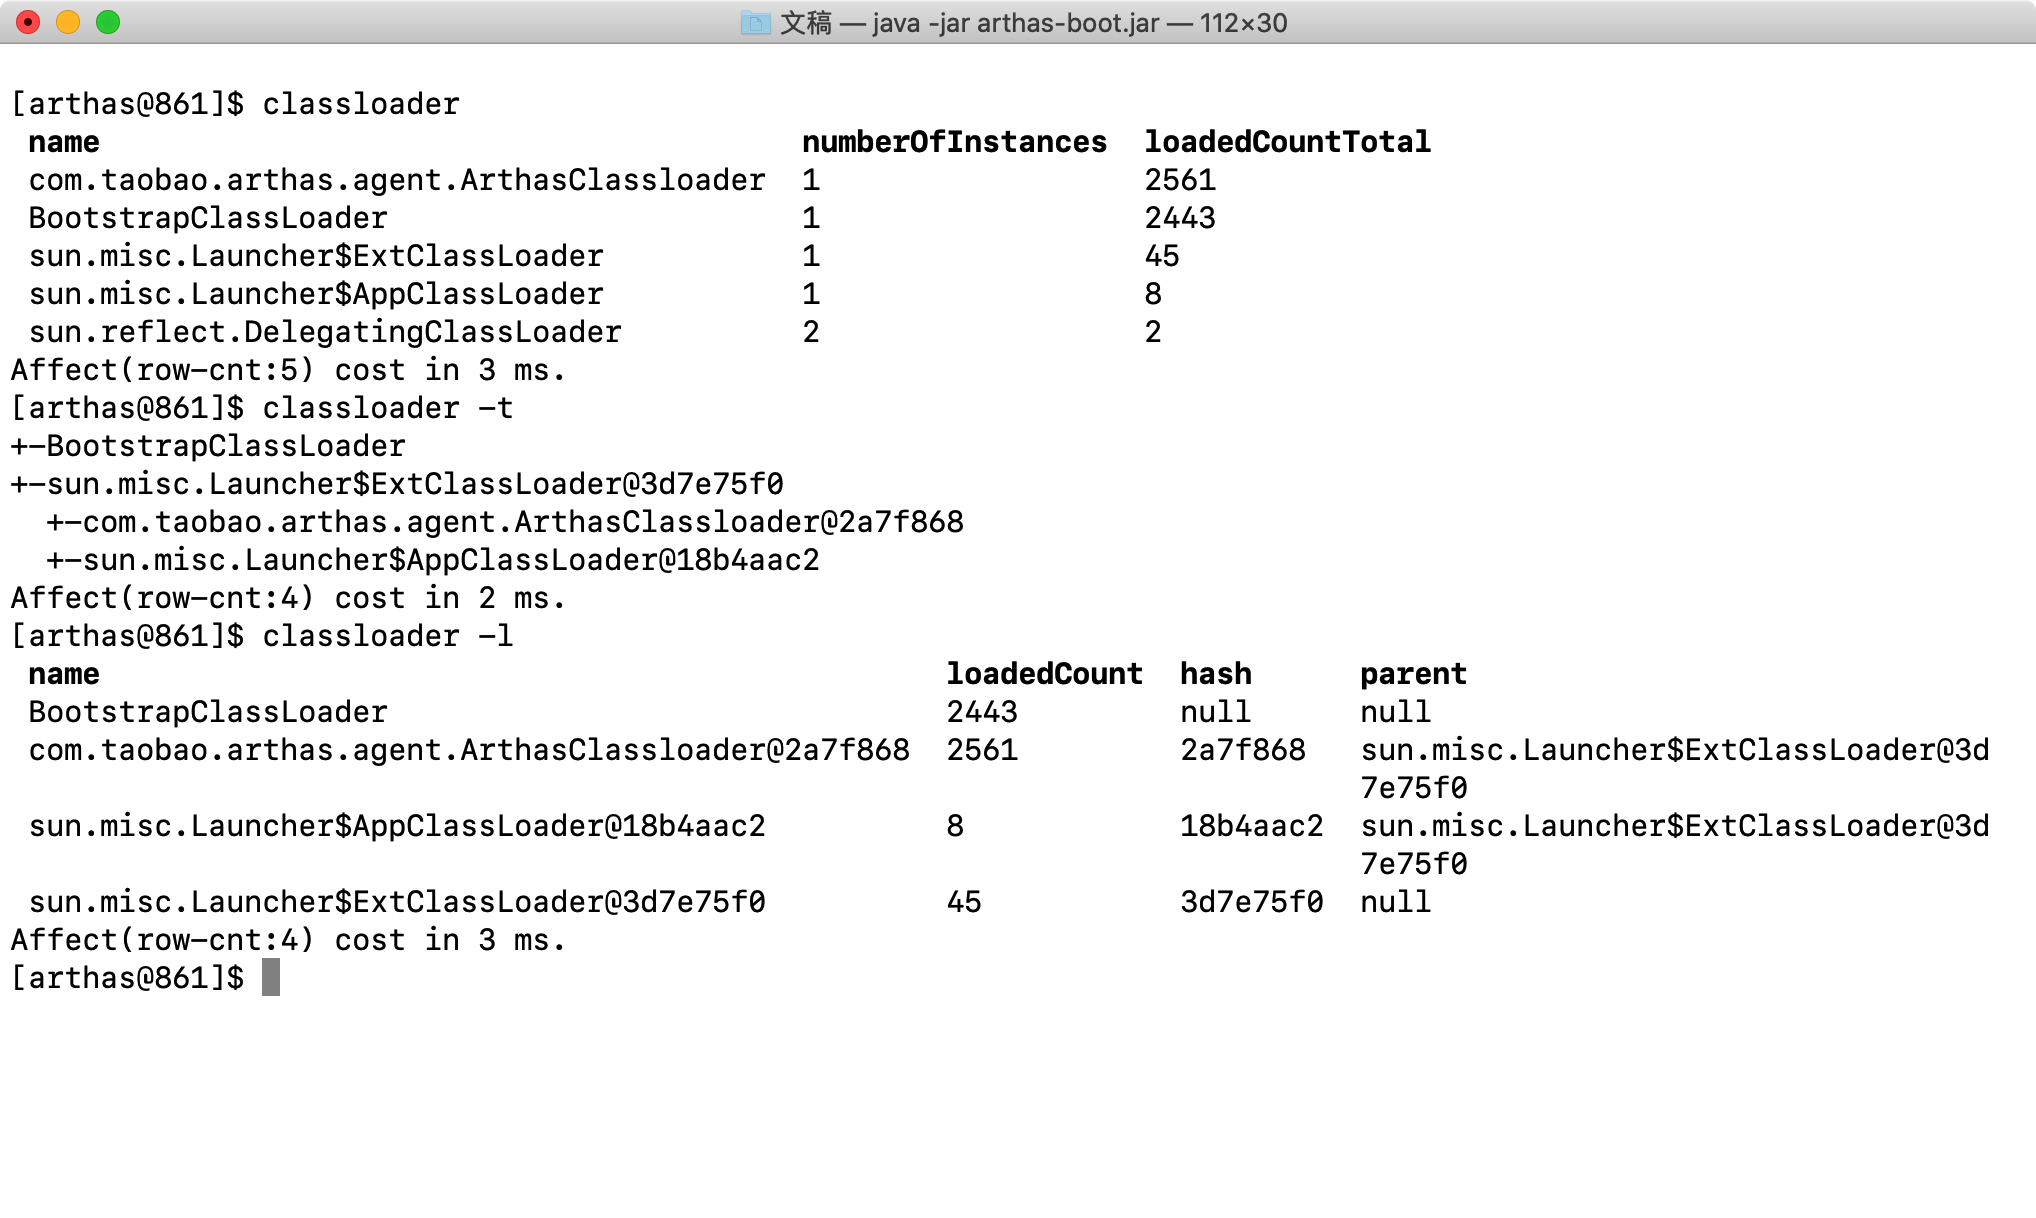 文稿 — java -jar arthas-boot.jar — 112×30
[arthas@861]$ classloader
 name                                       numberOfInstances  loadedCountTotal
 com.taobao.arthas.agent.ArthasClassloader  1                  2561
 BootstrapClassLoader                       1                  2443
 sun.misc.Launcher$ExtClassLoader           1                  45
 sun.misc.Launcher$AppClassLoader           1                  8
 sun.reflect.DelegatingClassLoader          2                  2
Affect(row-cnt:5) cost in 3 ms.
[arthas@861]$ classloader -t
+-BootstrapClassLoader
+-sun.misc.Launcher$ExtClassLoader@3d7e75f0
  +-com.taobao.arthas.agent.ArthasClassloader@2a7f868
  +-sun.misc.Launcher$AppClassLoader@18b4aac2
Affect(row-cnt:4) cost in 2 ms.
[arthas@861]$ classloader -l
 name                                               loadedCount  hash      parent
 BootstrapClassLoader                               2443         null      null
 com.taobao.arthas.agent.ArthasClassloader@2a7f868  2561         2a7f868   sun.misc.Launcher$ExtClassLoader@3d
                                                                           7e75f0
 sun.misc.Launcher$AppClassLoader@18b4aac2          8            18b4aac2  sun.misc.Launcher$ExtClassLoader@3d
                                                                           7e75f0
 sun.misc.Launcher$ExtClassLoader@3d7e75f0          45           3d7e75f0  null
Affect(row-cnt:4) cost in 3 ms.
[arthas@861]$